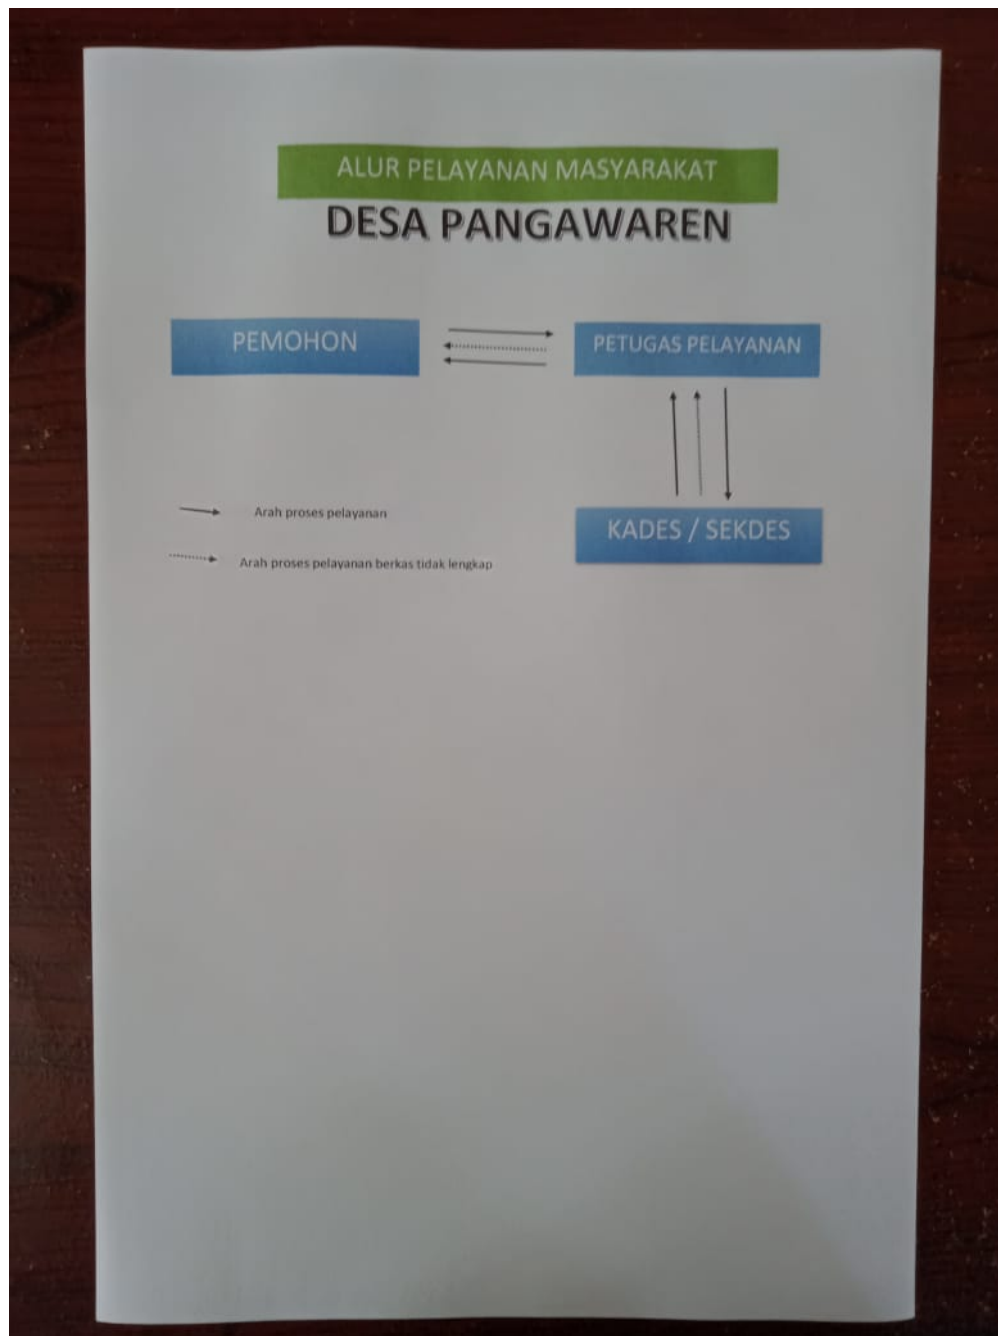 ALUR PELAYANAN MASYARAKAT
DESA PANGAWAREN
PEMOHON
PETUGAS PELAYANAN
KADES / SEKDES
Arah proses pelayanan
Arah proses pelayanan berkas tidak lengkap